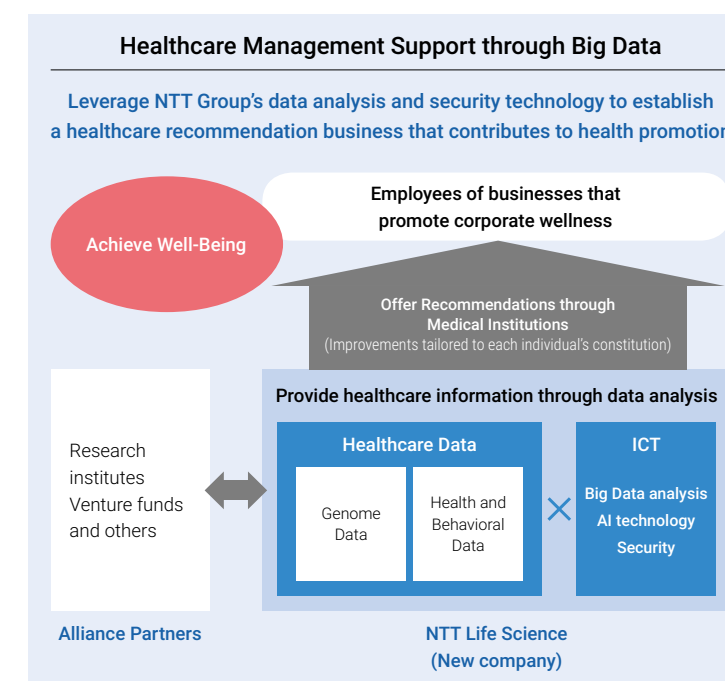 Healthcare Management Support through Big Data
Leverage NTT Group's data analysis and security technology to establish
a healthcare recommendation business that contributes to health promotion
Achieve Well-Being
Employees of businesses that
promote corporate wellness
Offer Recommendations through
Medical Institutions
(Improvements tailored to each individual's constitution)
Provide healthcare information through data analysis
Research
institutes
Venture funds
and others
Healthcare Data
Genome
Data
Health and
Behavioral
Data
ICT
Big Data analysis
AI technology
Security
Alliance Partners
NTT Life Science
(New company)